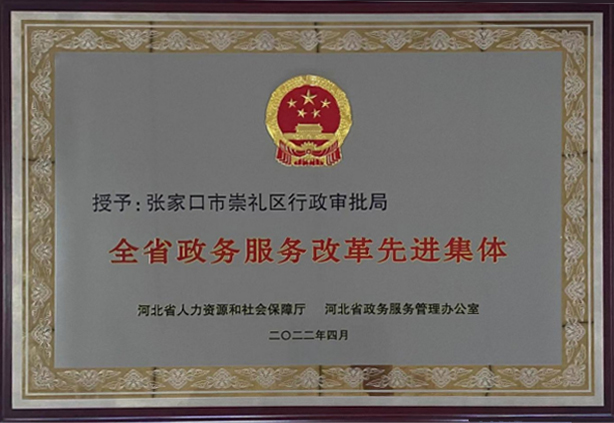 授予：张家口市崇礼区行政审批局
全省政务服务改革先进集体
河北省人力资源和社会保障厅 河北省政务服务管理办公室
二〇二二年四月